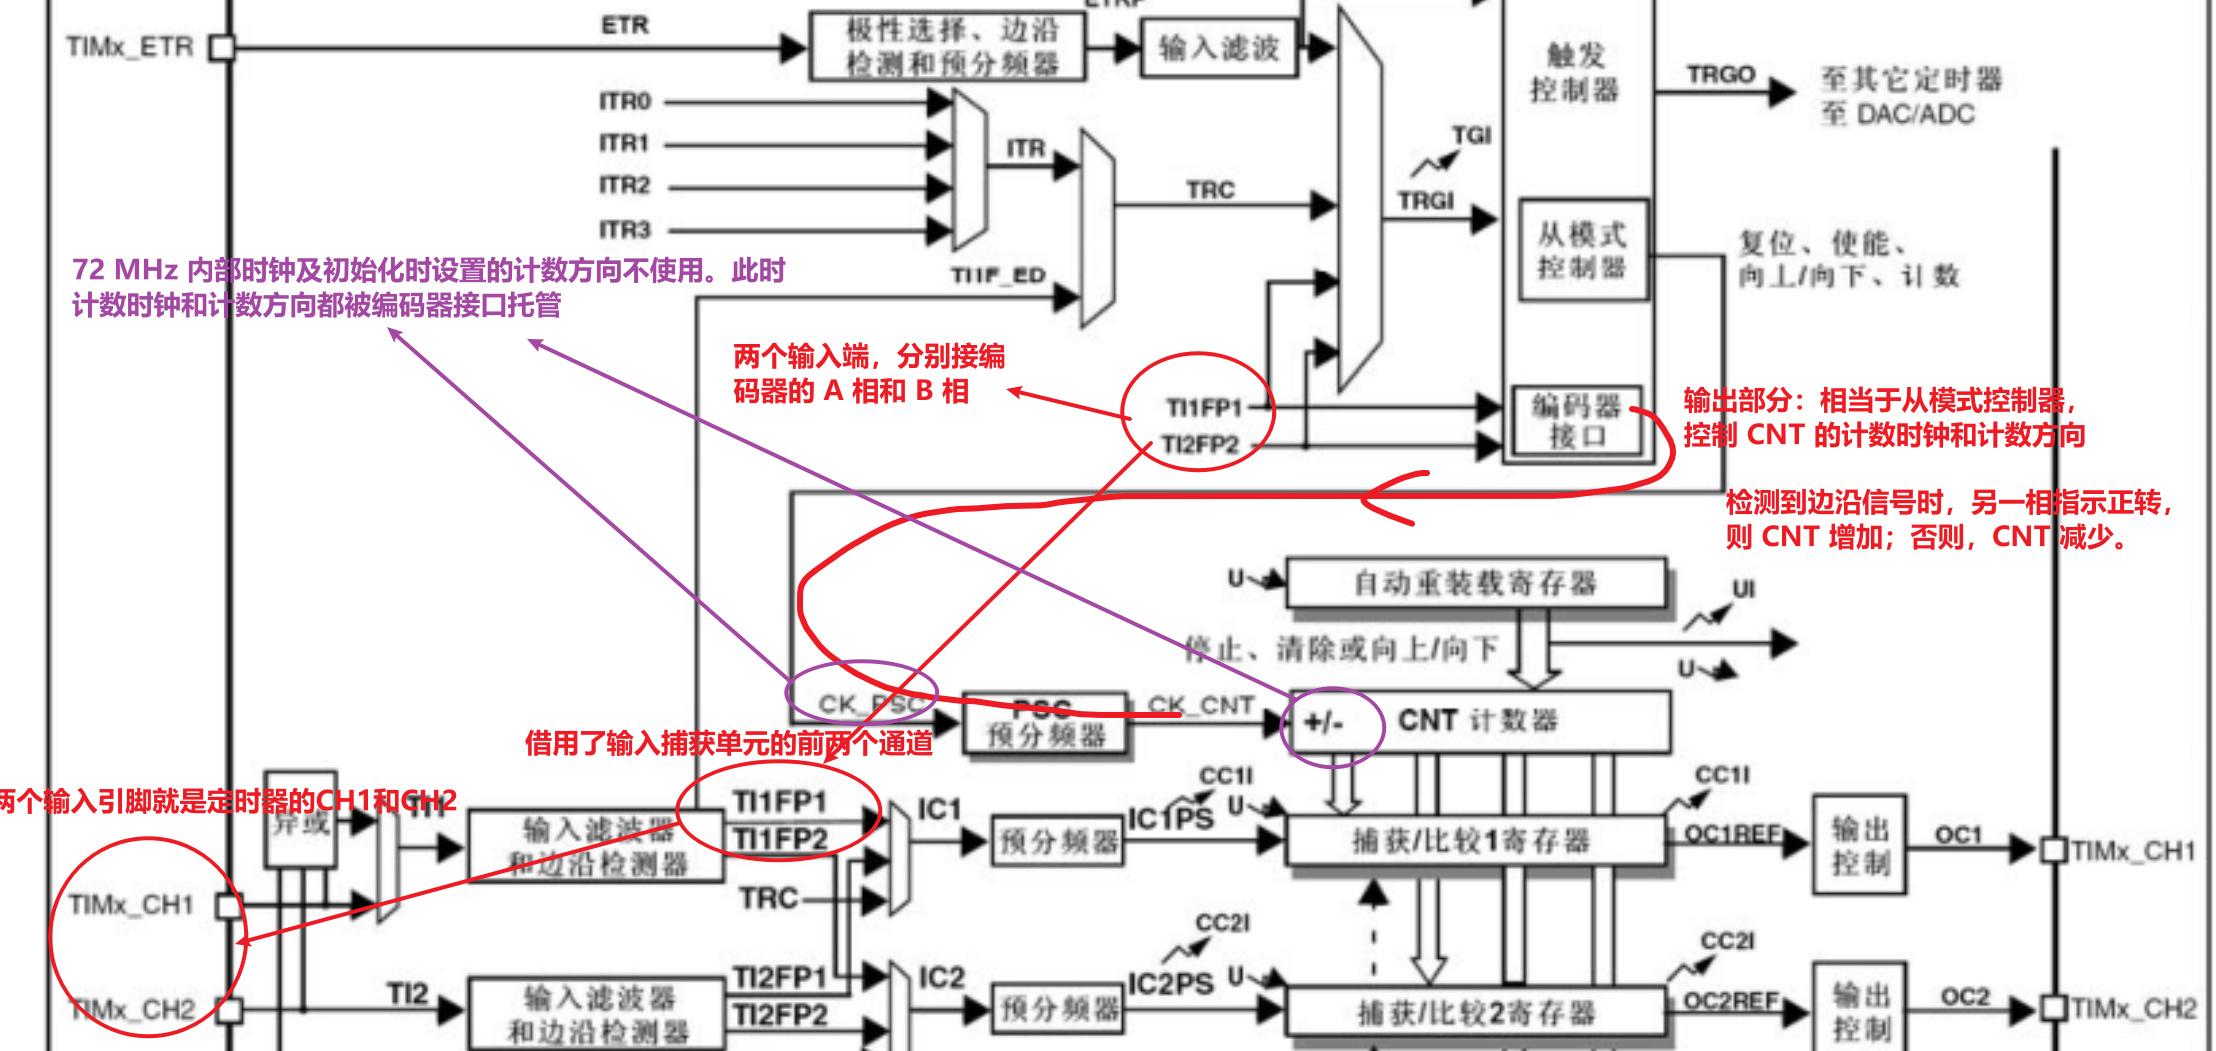 ETRP
TIMx_ETR
ETR
极性选择、边沿
检测和预分频器
输入滤波
触发
控制器
TRGO
至其它定时器
至 DAC/ADC
ITR0
ITR1
ITR2
ITR3
ITR
TRC
TGI
TRGI
TI1F_ED
从模式
控制器
复位、使能、
向上/向下、计数
72 MHz 内部时钟及初始化时设置的计数方向不使用。此时
计数时钟和计数方向都被编码器接口托管
两个输入端，分别接编
码器的 A 相和 B 相
TI1FP1
TI2FP2
编码器
接口
输出部分：相当于从模式控制器，
控制 CNT 的计数时钟和计数方向
检测到边沿信号时，另一相指示正转，
则 CNT 增加；否则，CNT 减少。
U
自动重装载寄存器
UI
停止、清除或向上/向下
U
CK_PSC
PSC
预分频器
CK_CNT
+/-
CNT 计数器
借用了输入捕获单元的前两个通道
两个输入引脚就是定时器的CH1和CH2
异或
TI1
输入滤波器
和边沿检测器
TI1FP1
TI1FP2
TRC
IC1
预分频器
CC1I
IC1PS
U
捕获/比较1寄存器
CC1I
OC1REF
输出
控制
OC1
TIMx_CH1
TIMx_CH1
TIMx_CH2
TI2
输入滤波器
和边沿检测器
TI2FP1
TI2FP2
IC2
预分频器
CC2I
IC2PS
U
捕获/比较2寄存器
CC2I
OC2REF
输出
控制
OC2
TIMx_CH2